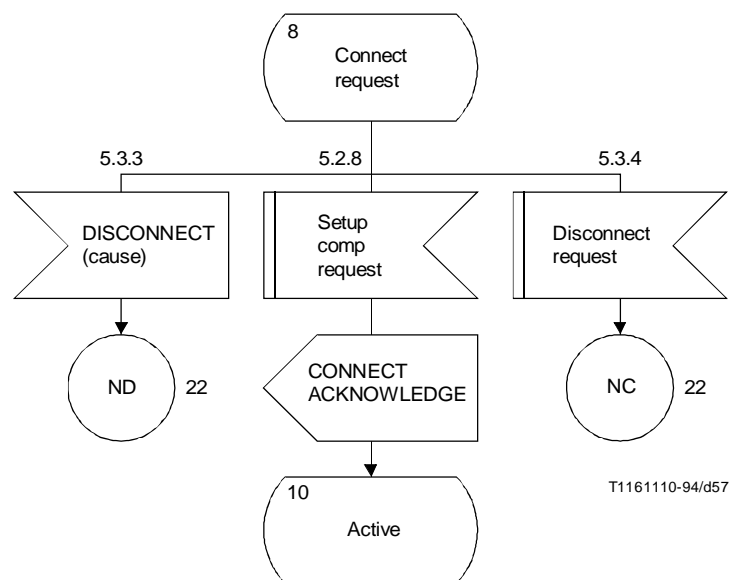 8
Connect
request
5.3.3
5.2.8
5.3.4
DISCONNECT
(cause)
Setup
comp
request
Disconnect
request
ND
22
CONNECT
ACKNOWLEDGE
NC
22
10
Active
T1161110-94/d57